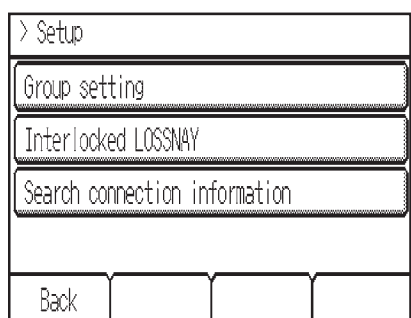 > Setup
Group setting
Interlocked LOSSNAY
Search connection information
Back